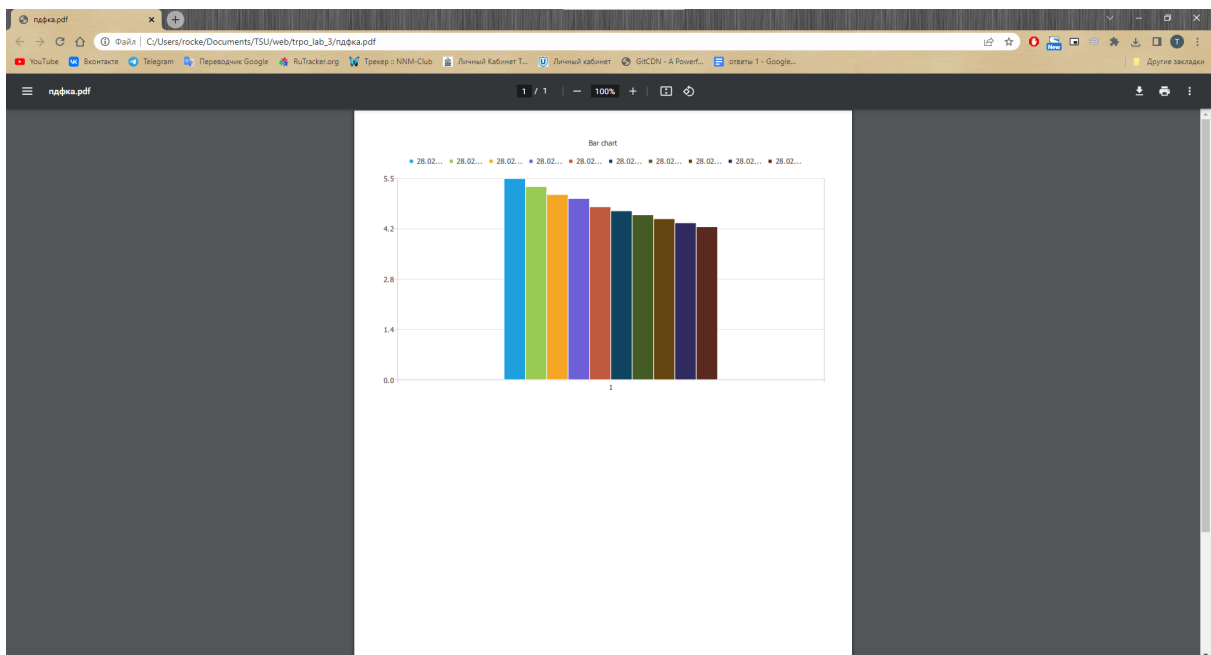 пдфка.pdf
Файл | C:/Users/rocke/Documents/TSU/web/trpo_lab_3/пдфка.pdf
New
T
YouTube Вконтакте Telegram Переводчик Google RuTracker.org Трекер :: NNM-Club Личный Кабинет Т... Личный кабинет GitCDN - A Powerf... ответы 1 - Google... Другие закладки
пдфка.pdf 1 / 1 | − 100% + |
Bar chart
28.02... 28.02... 28.02... 28.02... 28.02... 28.02... 28.02... 28.02... 28.02... 28.02...
5.5
4.2
2.8
1.4
0.0
1